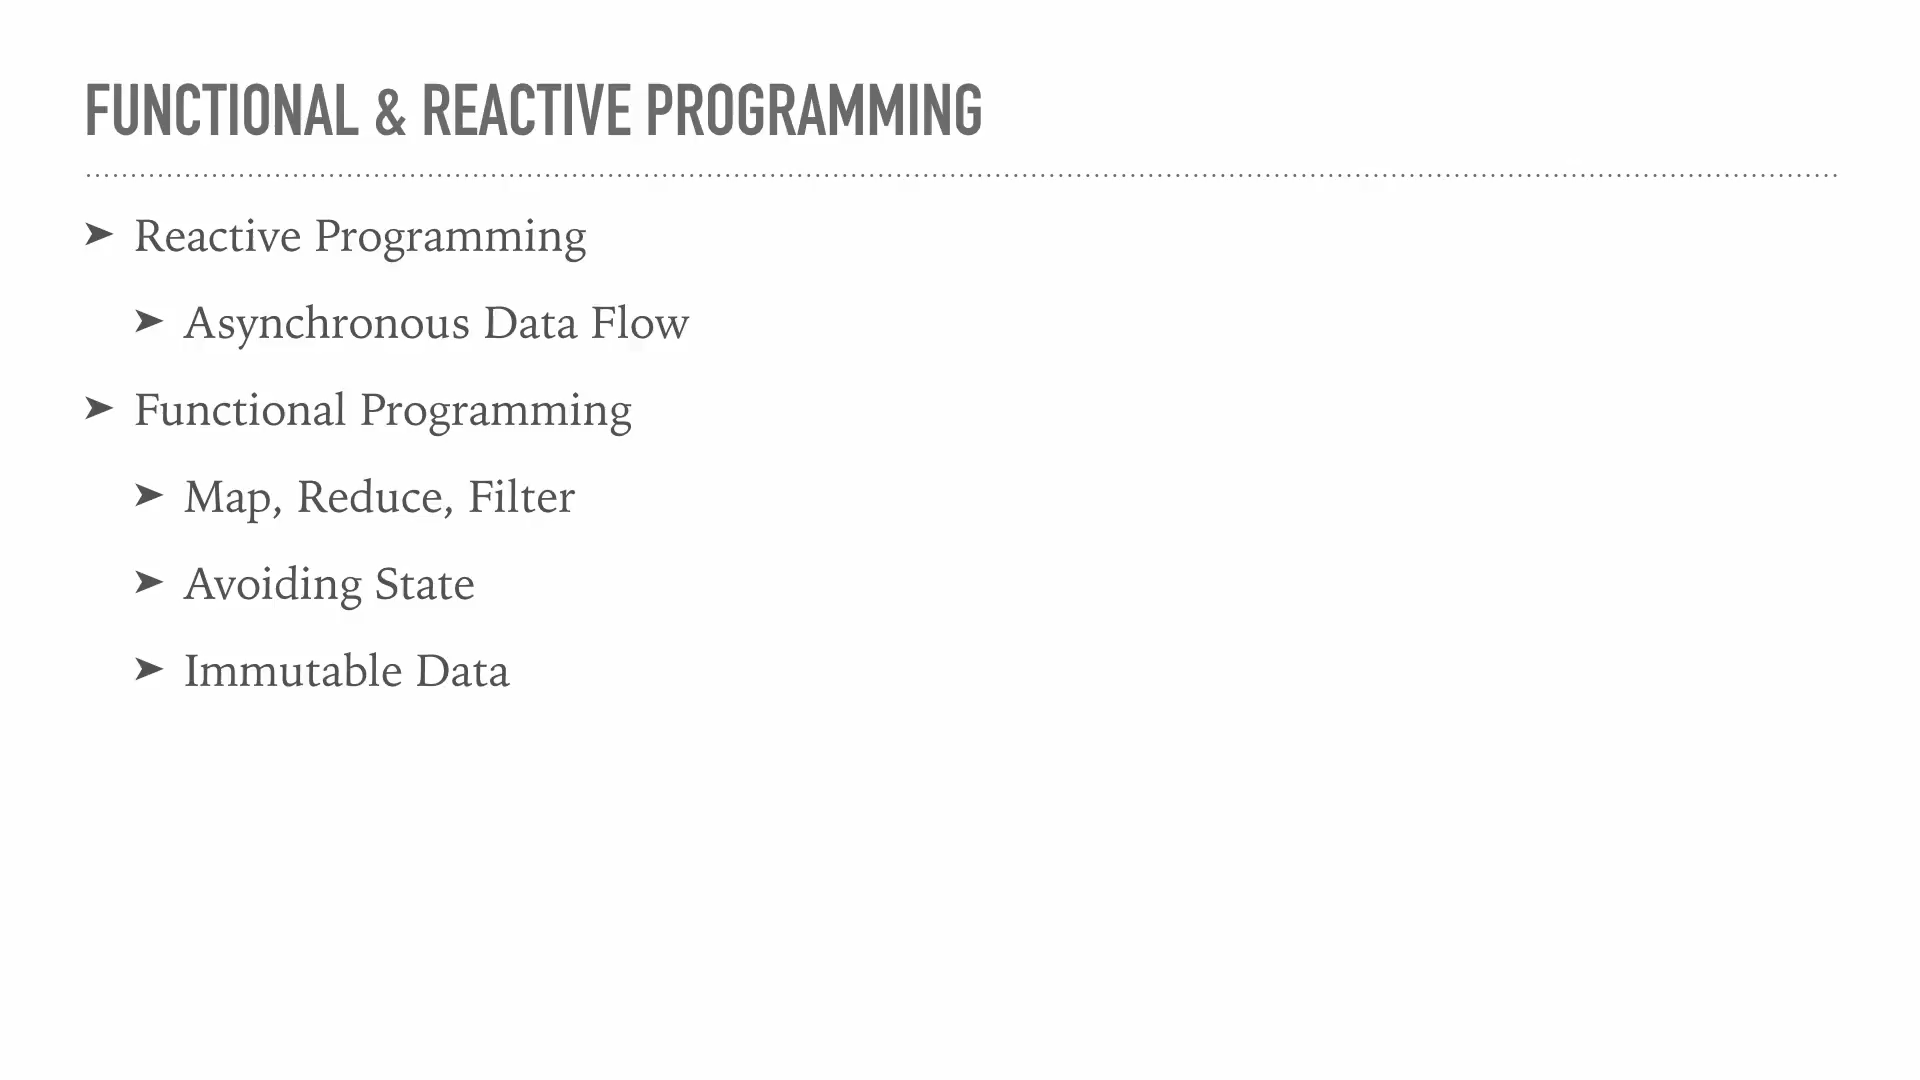 FUNCTIONAL & REACTIVE PROGRAMMING
➤ Reactive Programming
➤ Asynchronous Data Flow
➤ Functional Programming
➤ Map, Reduce, Filter
➤ Avoiding State
➤ Immutable Data